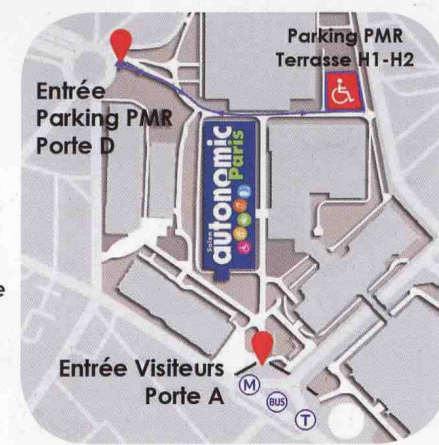 Parking PMR
Terrasse H1-H2
Entrée
Parking PMR
Porte D
Salon
autonomic
Paris
e
Entrée Visiteurs
Porte A
M
BUS
T